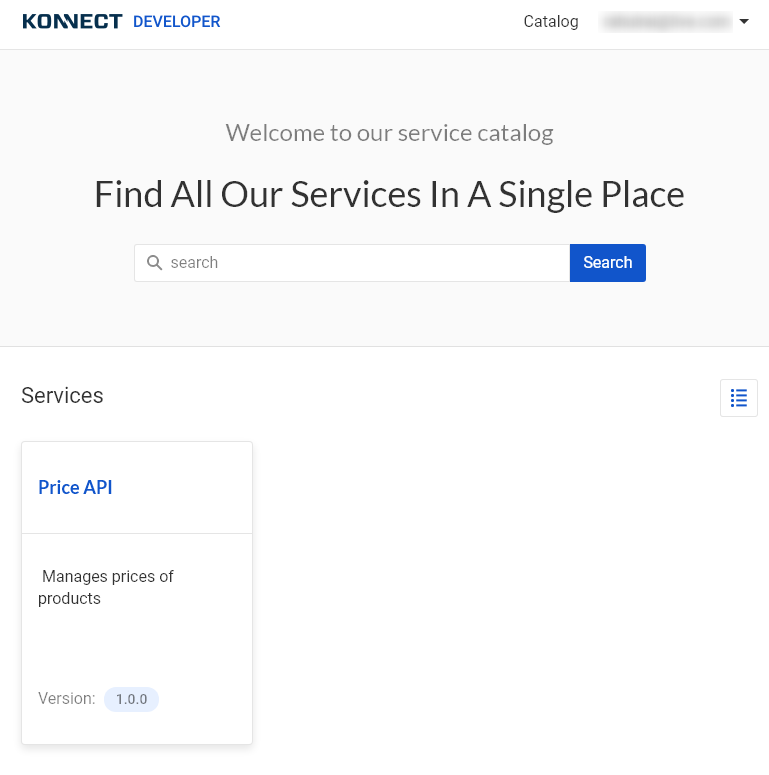 KONNECT DEVELOPER
Catalog
Welcome to our service catalog
Find All Our Services In A Single Place
search
Search
Services
Price API
Manages prices of
products
Version: 1.0.0